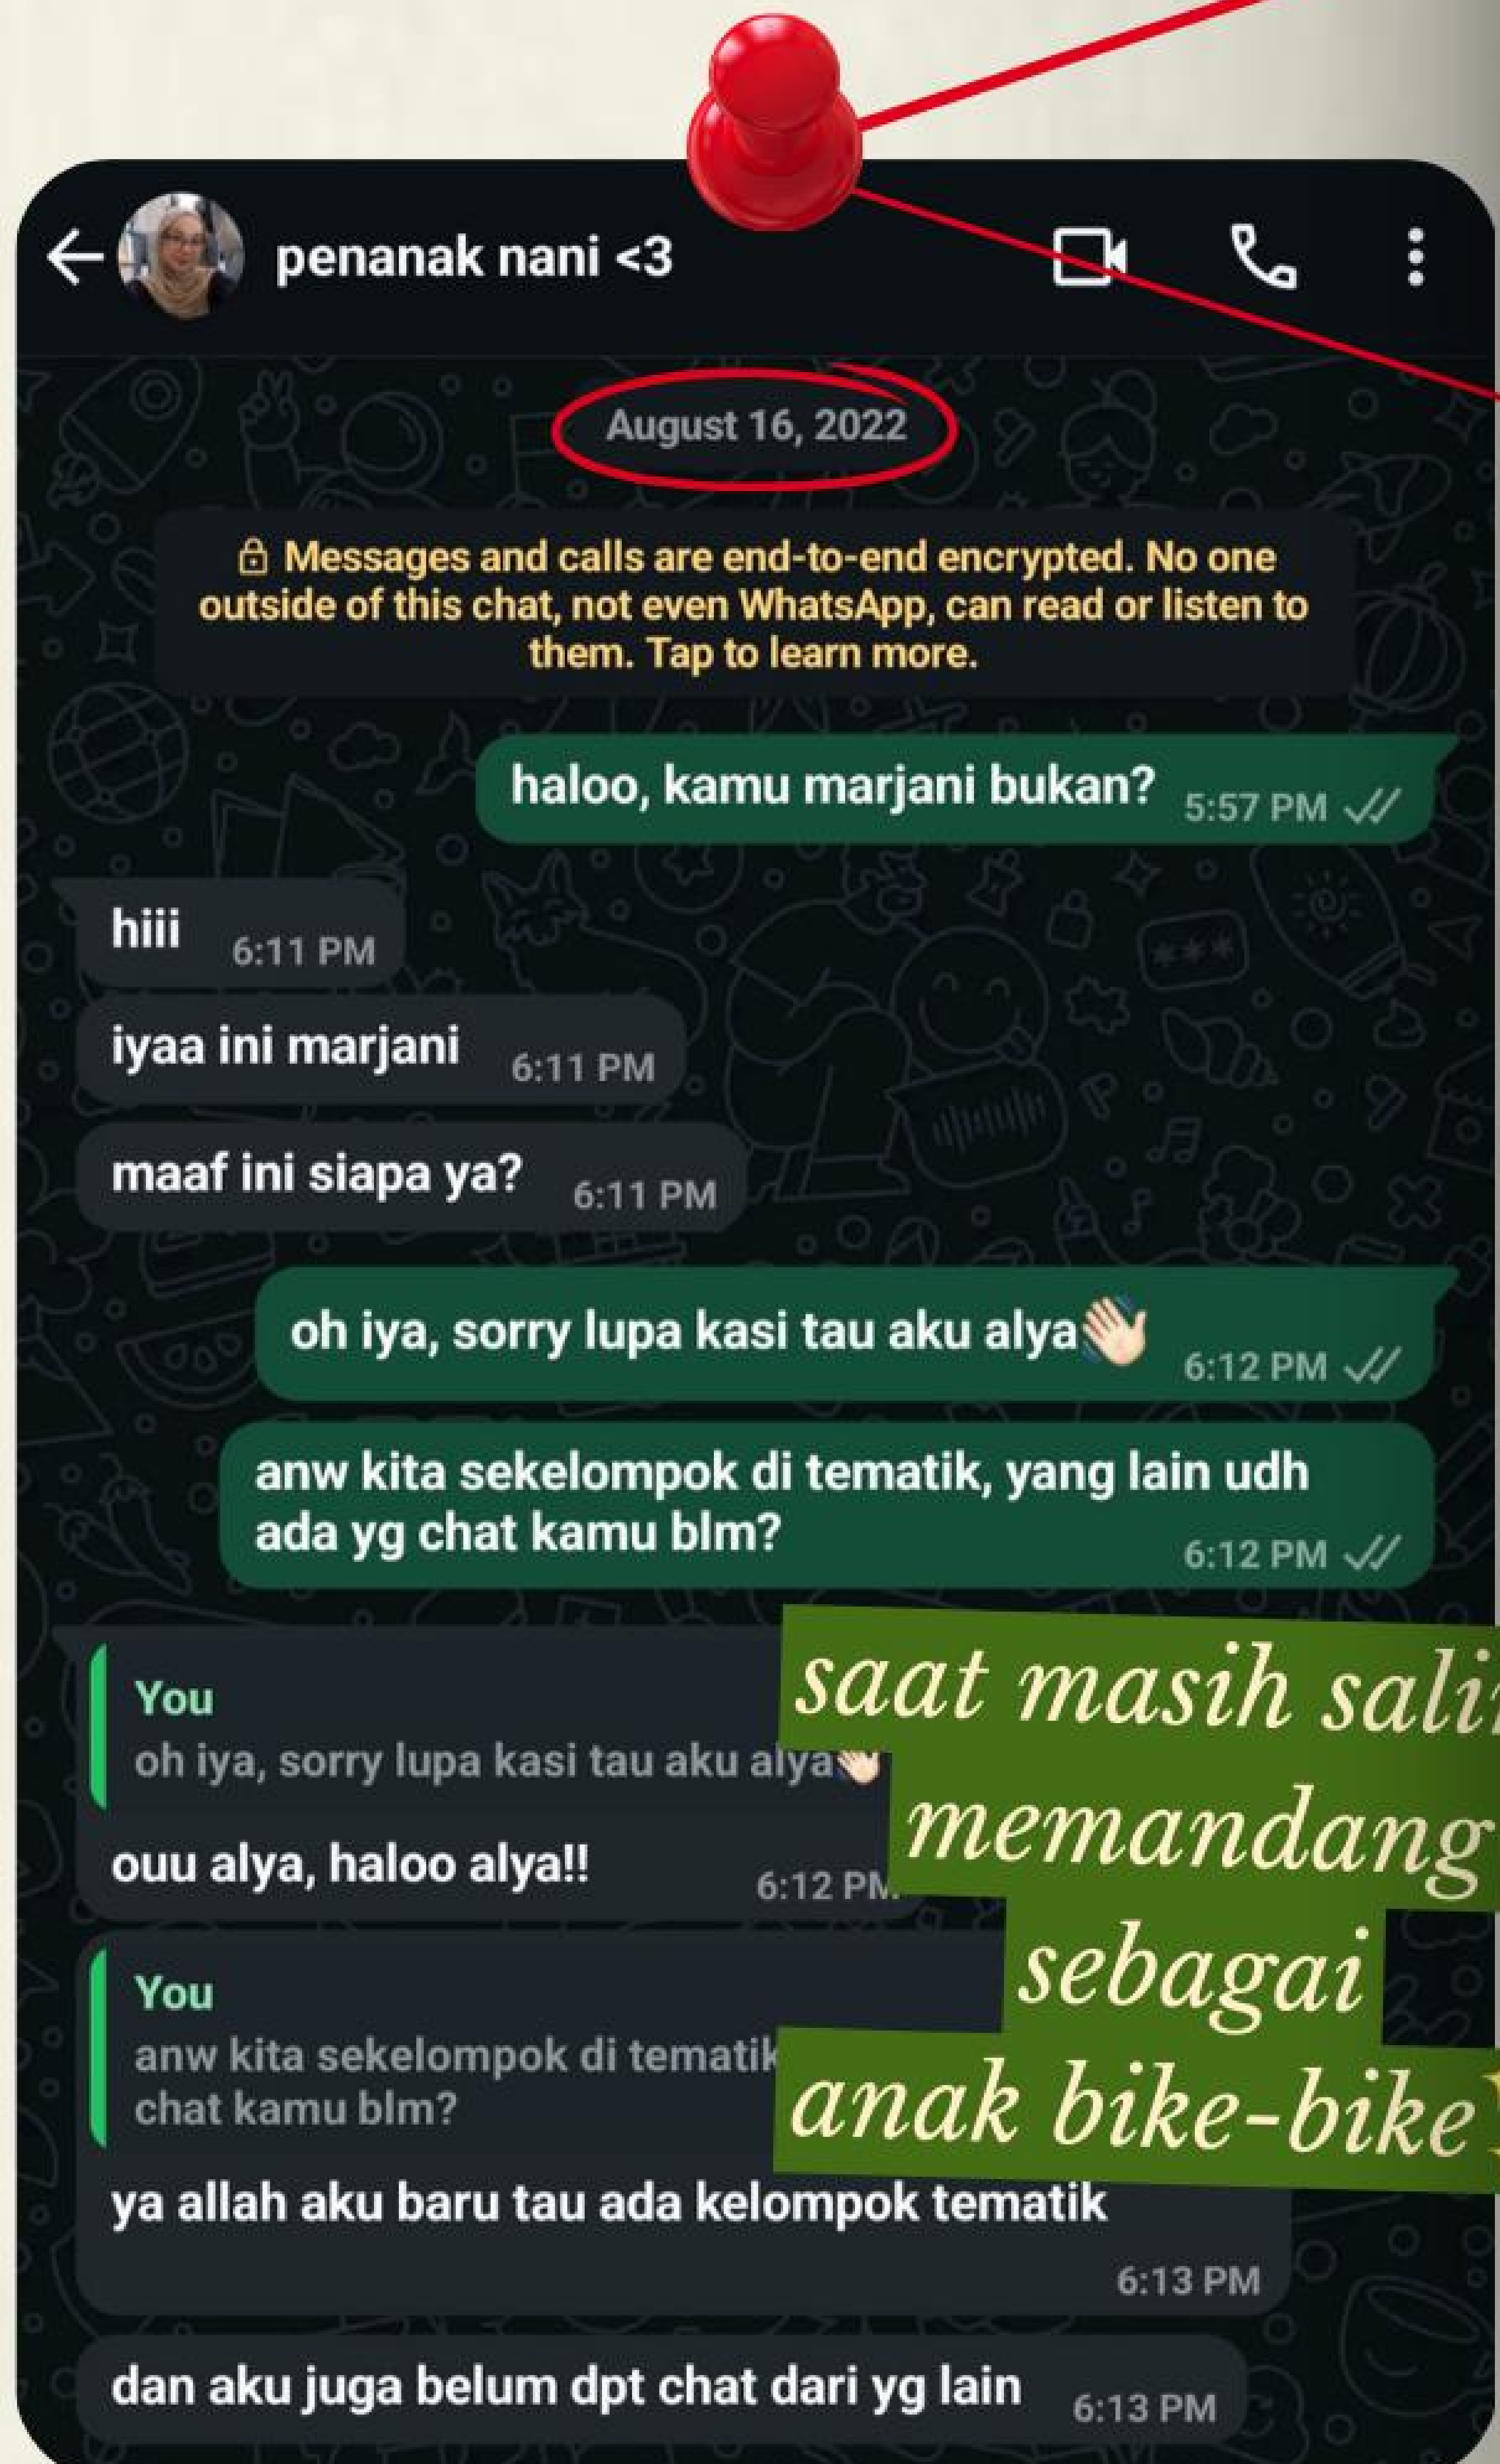 penanak nani <3
August 16, 2022
Messages and calls are end-to-end encrypted. No one
outside of this chat, not even WhatsApp, can read or listen to
them. Tap to learn more.
haloo, kamu marjani bukan? 5:57 PM
hiii 6:11 PM
iyaa ini marjani 6:11 PM
maaf ini siapa ya? 6:11 PM
oh iya, sorry lupa kasi tau aku alya👋🏻 6:12 PM
anw kita sekelompok di tematik, yang lain udh
ada yg chat kamu blm? 6:12 PM
You
oh iya, sorry lupa kasi tau aku alya👋🏻
ouu alya, haloo alya!! 6:12 PM
You
anw kita sekelompok di tematik
chat kamu blm?
ya allah aku baru tau ada kelompok tematik
6:13 PM
dan aku juga belum dpt chat dari yg lain 6:13 PM
saat masih
memandang
sebagai
anak bike-bike